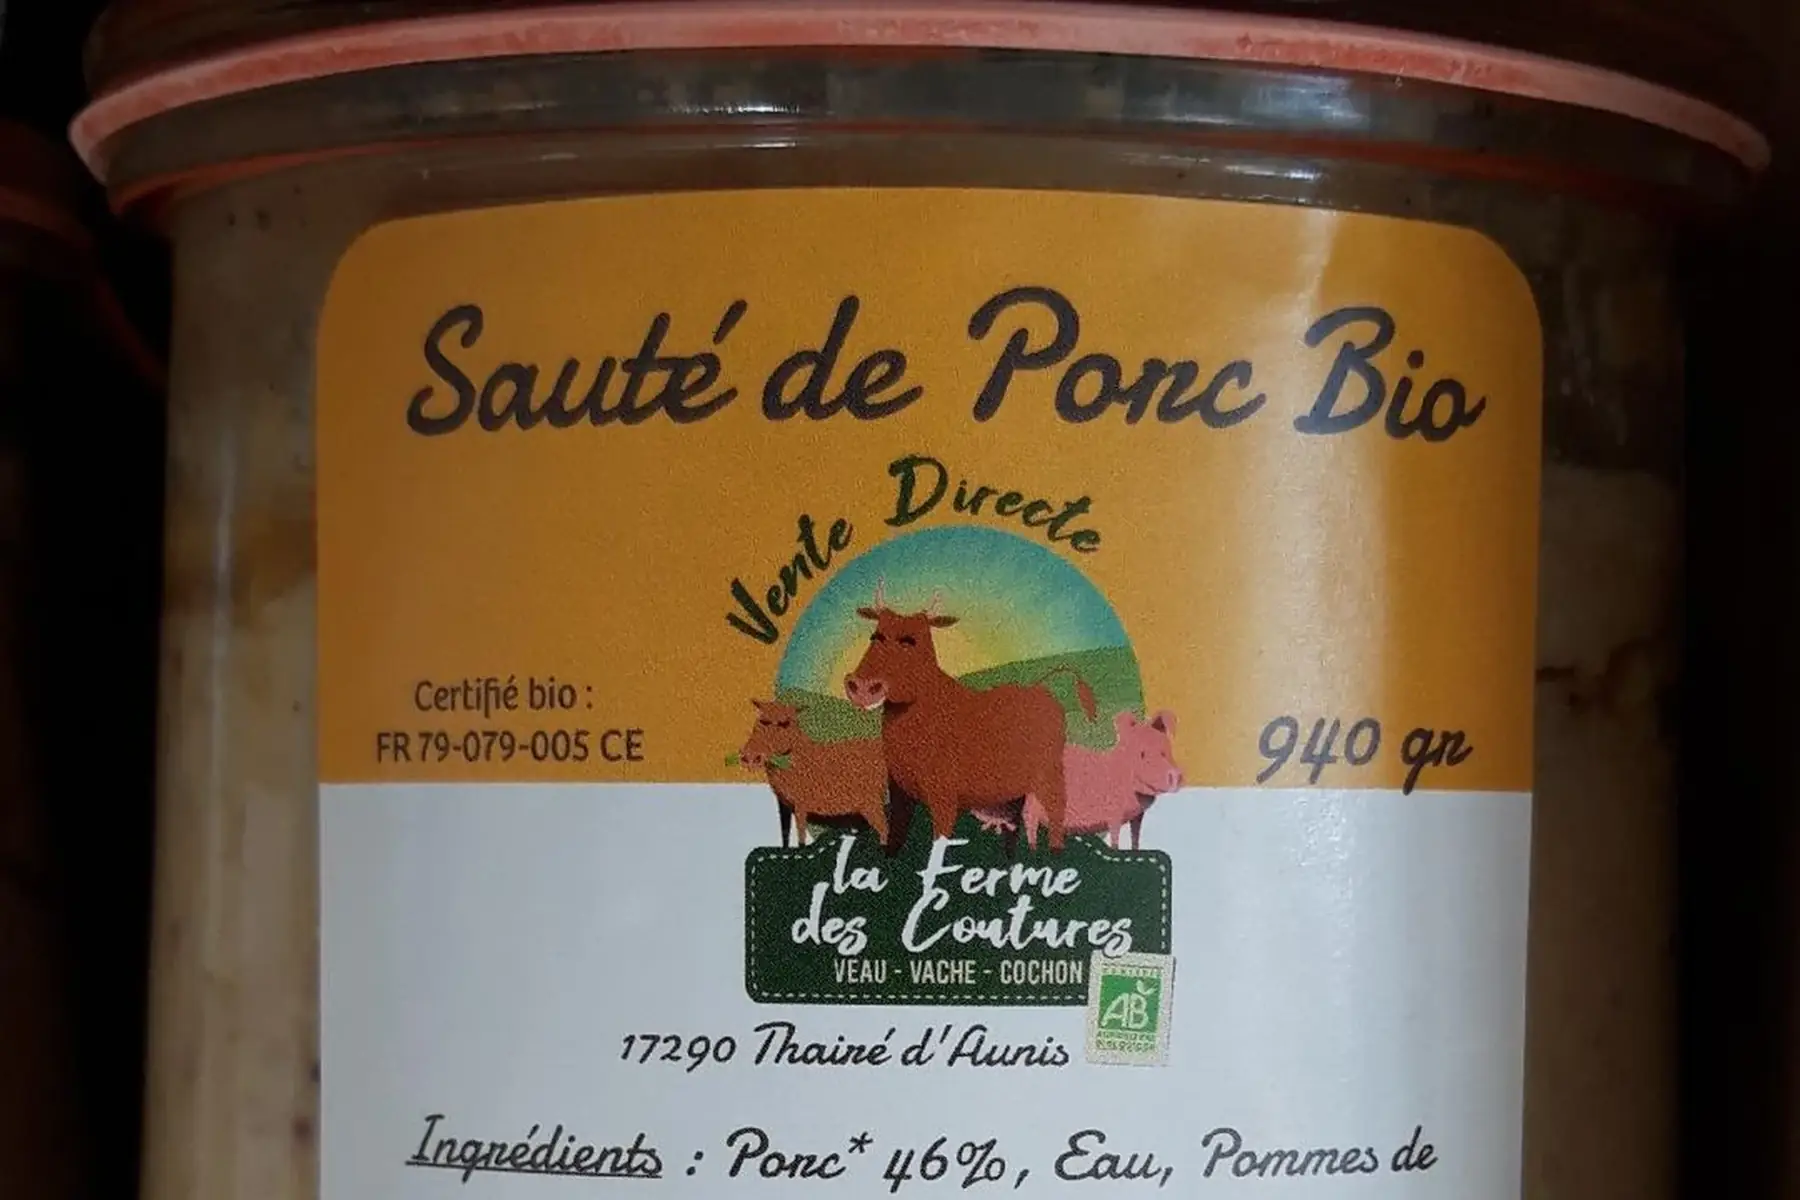 Sauté de Porc Bio
Vente Directe
Certifié bio :
FR 79-079-005 CE
940 gr
la Ferme
des Coutures
VEAU - VACHE - COCHON
AB
17290 Thairé d'Aunis
Ingrédients : Porc* 46%, Eau, Pommes de